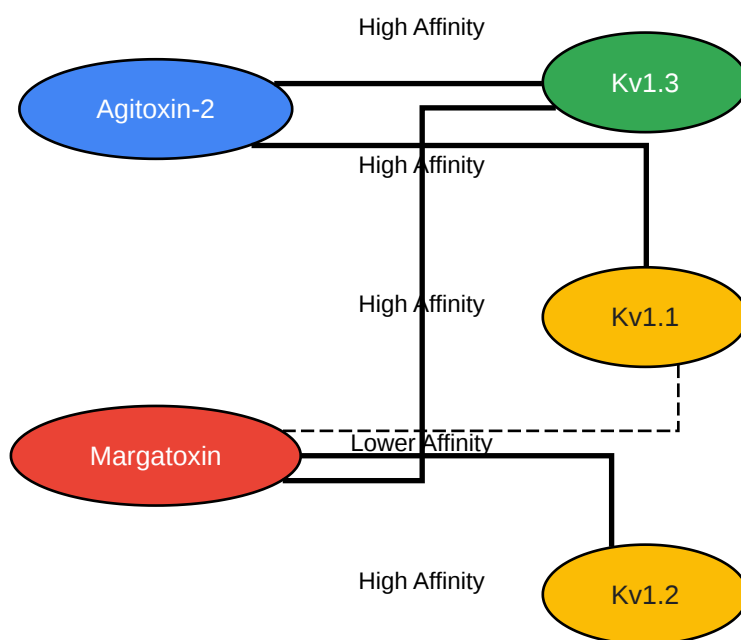 High Affinity
Kv1.3
Agitoxin-2
High Affinity
High Affinity
Kv1.1
Lower Affinity
Margatoxin
High Affinity
Kv1.2